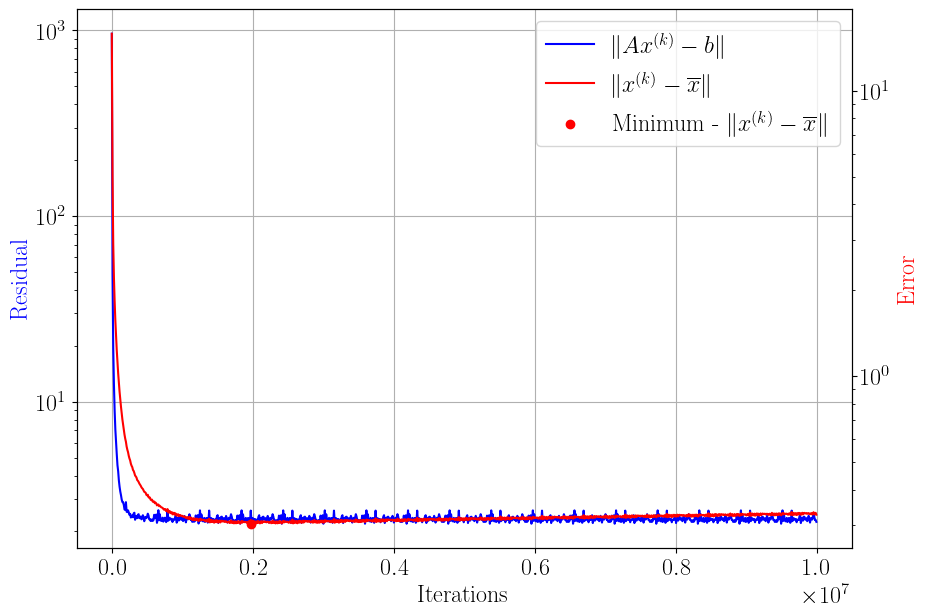 10³
10²
10¹
Residual
‖Ax⁽ᵏ⁾ − b‖
‖x⁽ᵏ⁾ − x̅‖
Minimum - ‖x⁽ᵏ⁾ − x̅‖
10¹
10⁰
Error
0.0 0.2 0.4 0.6 0.8 1.0
Iterations
×10⁷